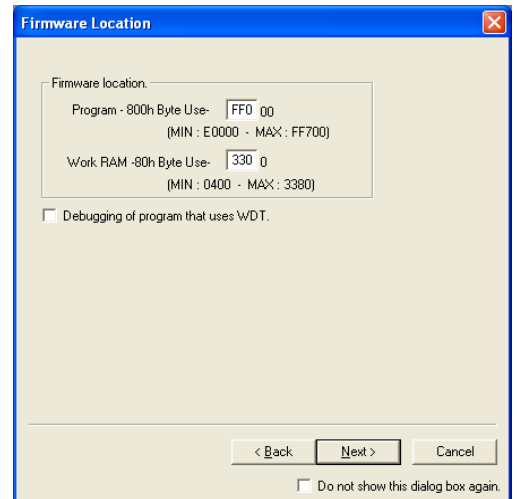 Firmware Location
Firmware location.
Program - 800h Byte Use- FF0 00
(MIN : E0000 - MAX : FF700)
Work RAM -80h Byte Use- 330 0
(MIN : 0400 - MAX : 3380)
Debugging of program that uses WDT.
< Back Next > Cancel
Do not show this dialog box again.